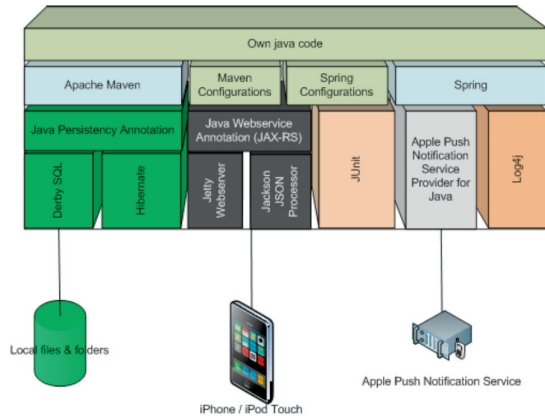 Own java code
Apache Maven
Maven
Configurations
Spring
Configurations
Spring
Java Persistency Annotation
Java Webservice
Annotation (JAX-RS)
Derby SQL
Hibernate
Jetty
Webserver
Jackson
JSON
Processor
JUnit
Apple Push
Notification
Service
Provider for
Java
Log4j
Local files & folders
iPhone / iPod Touch
Apple Push Notification Service